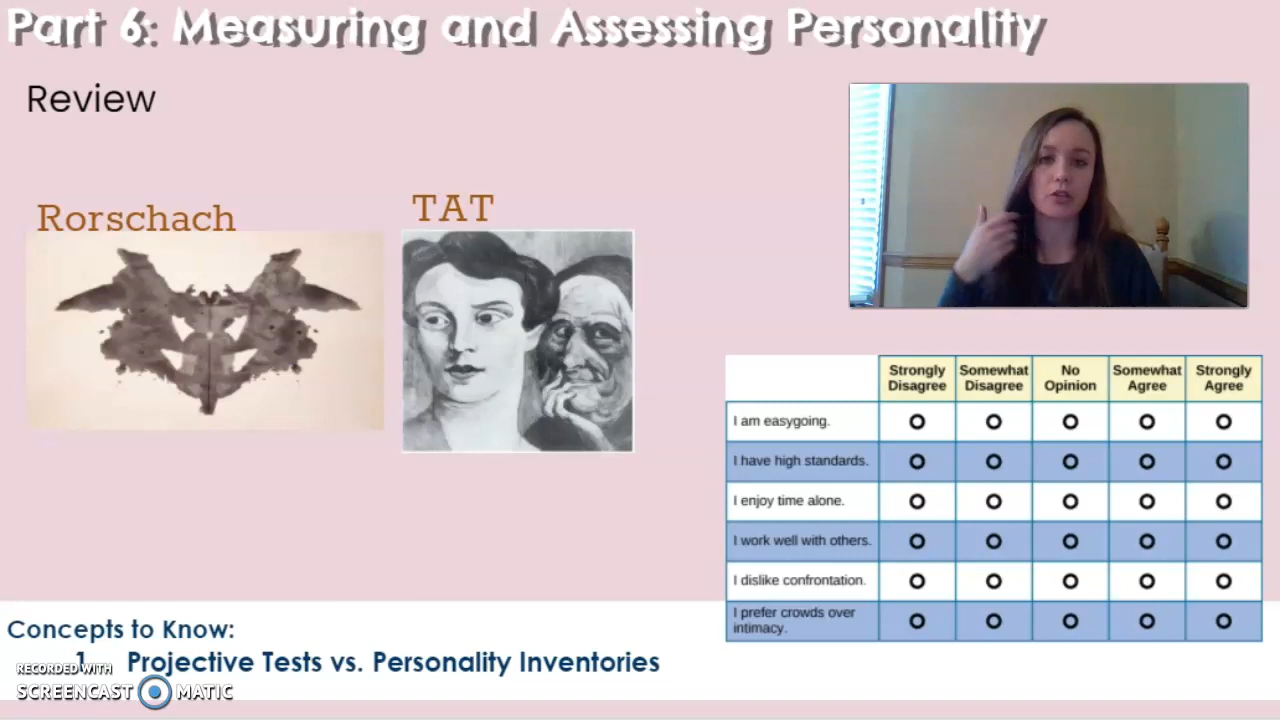 Part 6: Measuring and Assessing Personality
Review
Rorschach
TAT
Strongly Disagree
Somewhat Disagree
No Opinion
Somewhat Agree
Strongly Agree
I am easygoing.
I have high standards.
I enjoy time alone.
I work well with others.
I dislike confrontation.
I prefer crowds over
intimacy.
Concepts to Know:
1. Projective Tests vs. Personality Inventories
RECORDED WITH
SCREENCAST MATIC